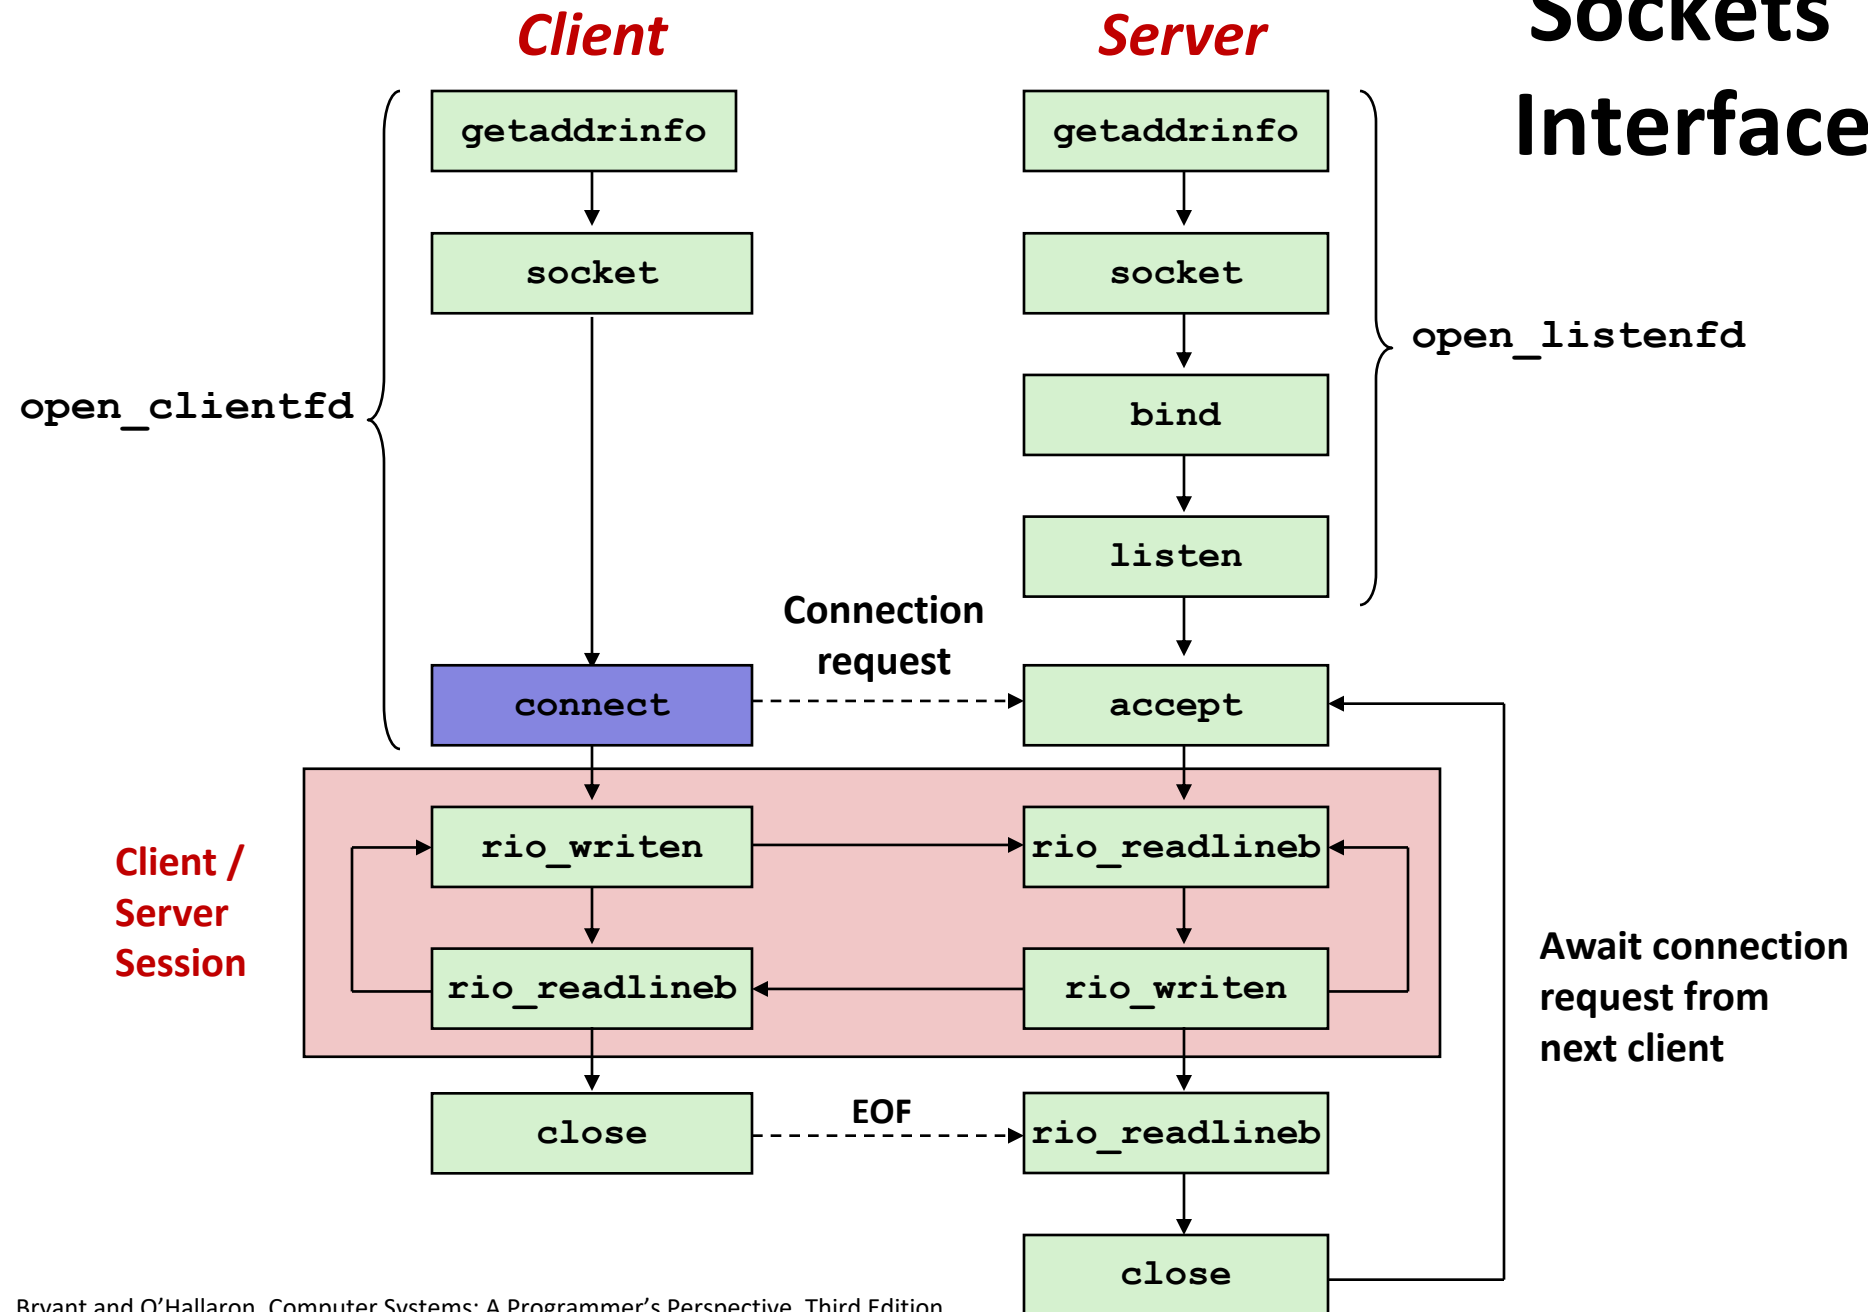 Client
Server
Sockets
Interface
getaddrinfo
getaddrinfo
socket
socket
open_listenfd
open_clientfd
bind
listen
Connection
request
connect
accept
Client /
Server
Session
rio_writen
rio_readlineb
rio_readlineb
rio_writen
Await connection
request from
next client
close
EOF
rio_readlineb
close
Bryant and O'Hallaron, Computer Systems: A Programmer's Perspective, Third Edition